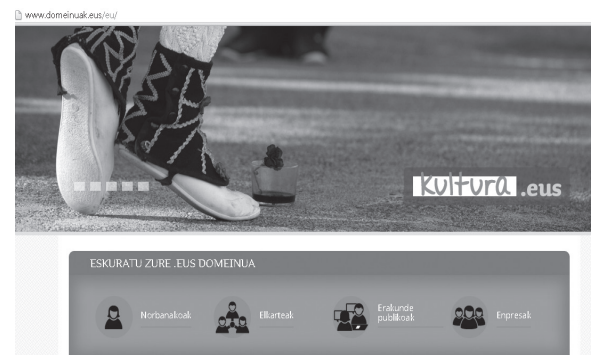 www.domeinuak.eus/eu/
kultura.eus
ESKURATU ZURE .EUS DOMEINUA
Norbanakoak
Elkarteak
Erakunde
publikoak
Enpresak